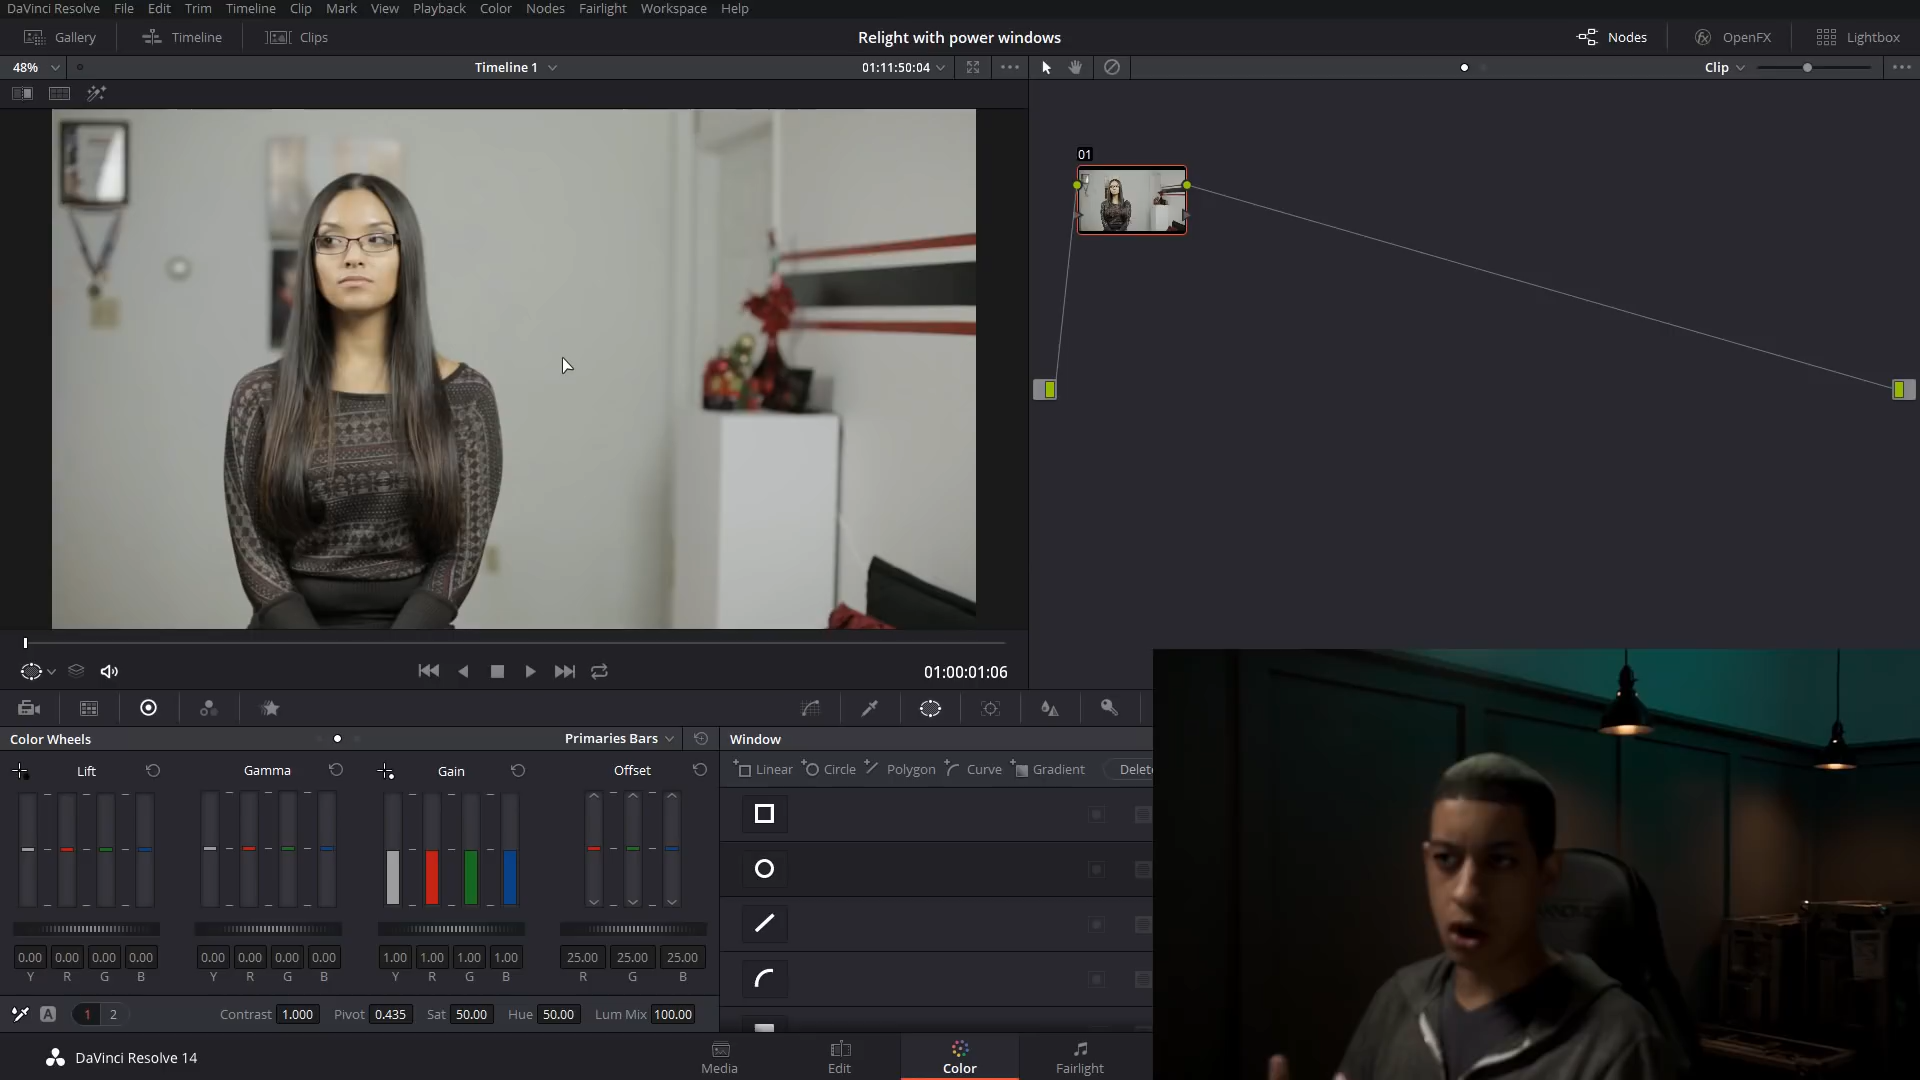 DaVinci Resolve File Edit Trim Timeline Clip Mark View Playback Color Nodes Fairlight Workspace Help
Gallery Timeline Clips Relight with power windows Nodes OpenFX Lightbox
48% Timeline 1 01:11:50:04 Clip
01
01:00:01:06
Color Wheels Primaries Bars Window
Lift Gamma Gain Offset Linear Circle Polygon Curve Gradient Delet
0.00 0.00 0.00 0.00 0.00 0.00 0.00 0.00 1.00 1.00 1.00 1.00 25.00 25.00 25.00
Y R G B Y R G B Y R G B R G B
A 1 2 Contrast 1.000 Pivot 0.435 Sat 50.00 Hue 50.00 Lum Mix 100.00
DaVinci Resolve 14 Media Edit Color Fairlight